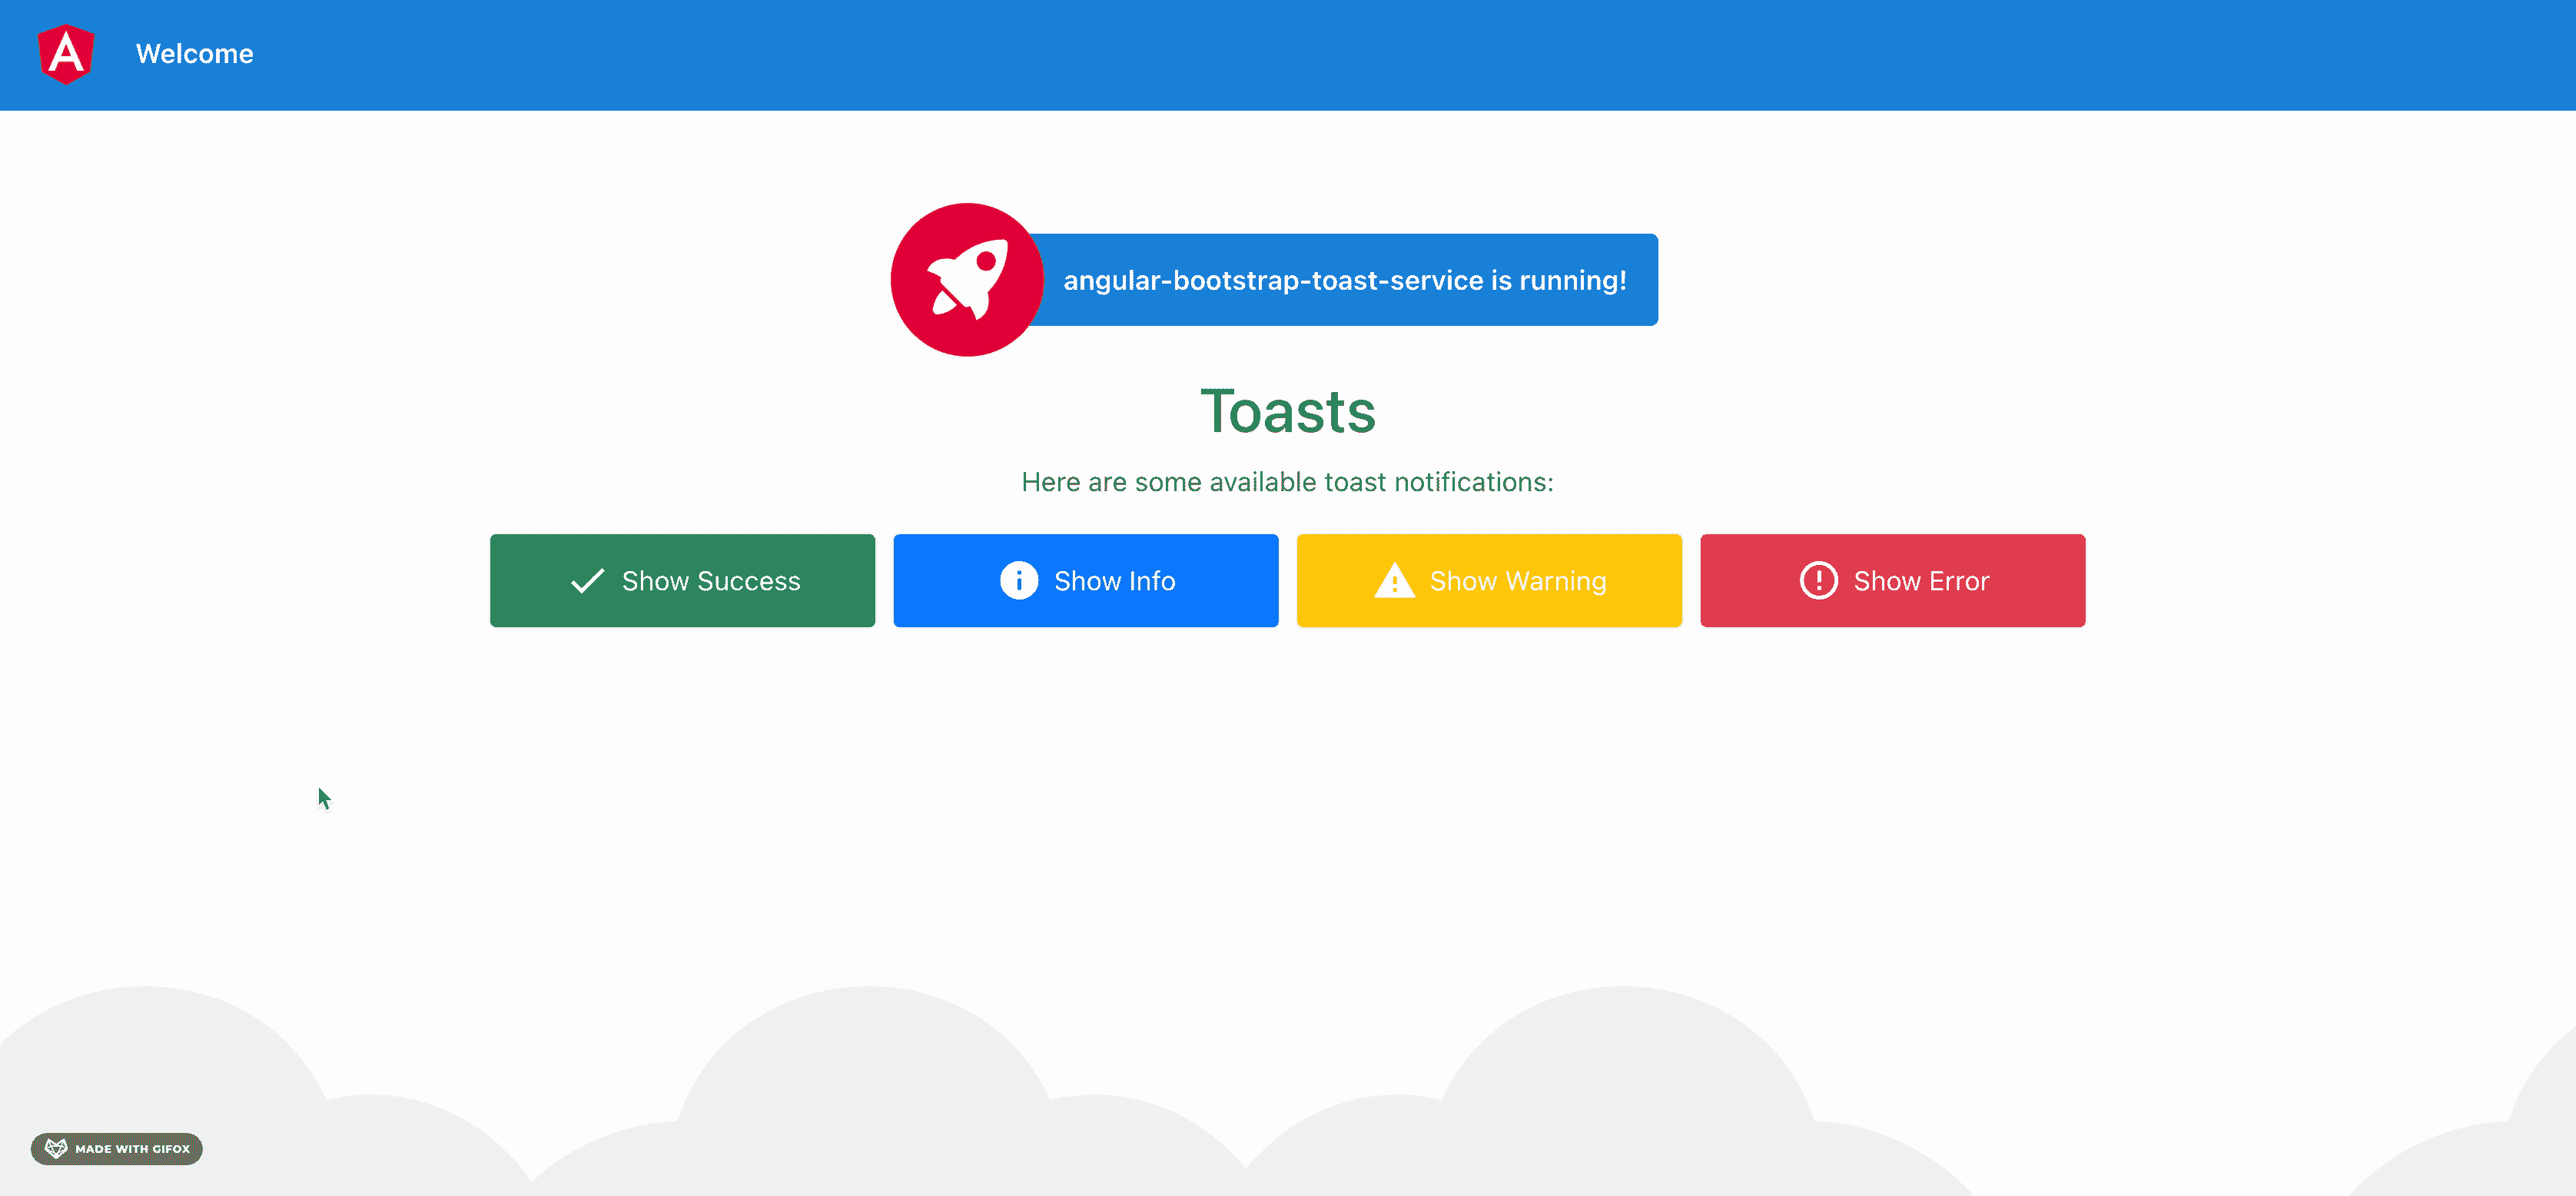 Welcome
angular-bootstrap-toast-service is running!
Toasts
Here are some available toast notifications:
Show Success
Show Info
Show Warning
Show Error
MADE WITH GIFOX